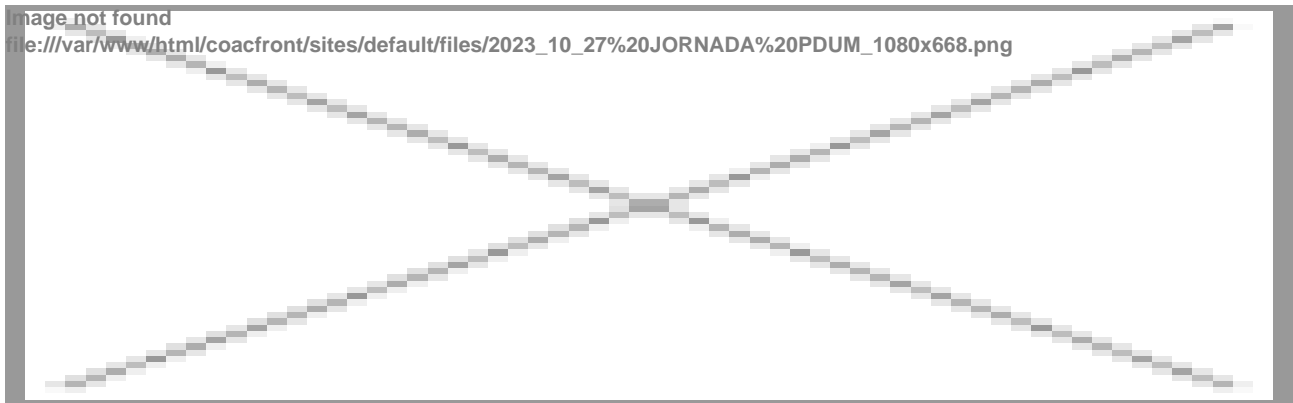 Image not found
file:///var/www/html/coacfront/sites/default/files/2023_10_27%20JORNADA%20PDUM_1080x668.png